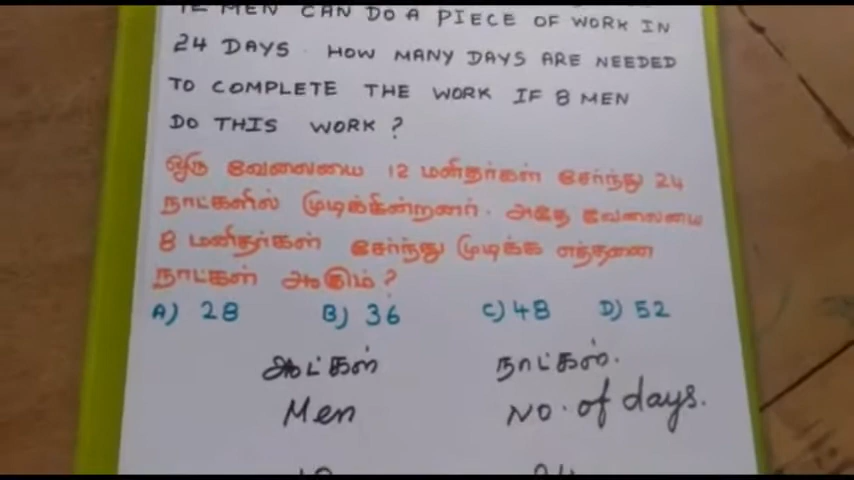 12 MEN CAN DO A PIECE OF WORK IN
24 DAYS. HOW MANY DAYS ARE NEEDED
TO COMPLETE THE WORK IF 8 MEN
DO THIS WORK ?
ஒரு வேலையை 12 மனிதர்கள் சேர்ந்து 24
நாட்களில் முடிக்கின்றனர். அதே வேலையை
8 மனிதர்கள் சேர்ந்து முடிக்க எத்தனை
நாட்கள் ஆகும் ?
A) 28 B) 36 C) 48 D) 52
ஆட்கள் நாட்கள்.
Men No. of days.